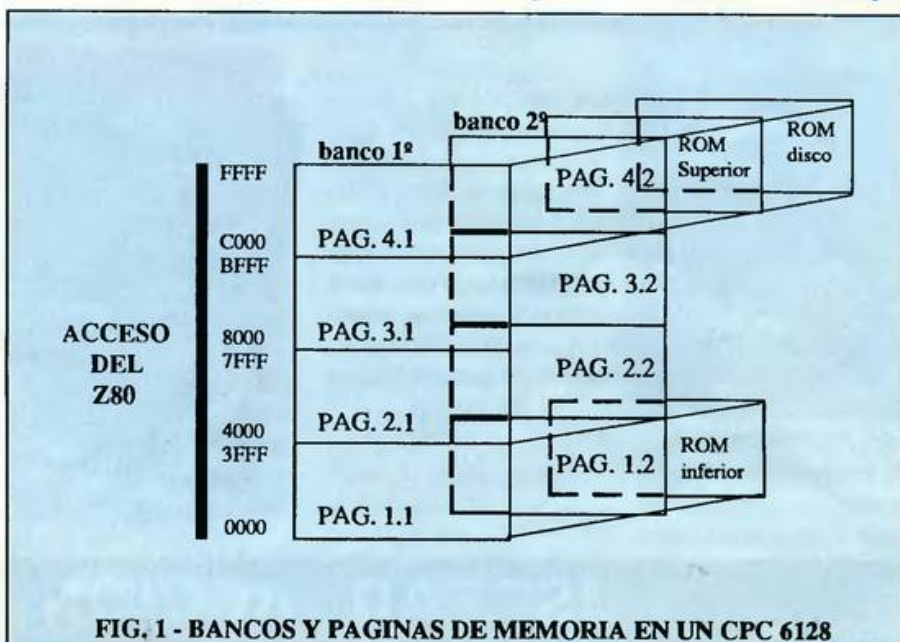 banco 1º
banco 2º
ROM
Superior
ROM
disco
FFFF
PAG. 4.2
C000
PAG. 4.1
BFFF
PAG. 3.2
ACCESO
DEL
Z80
8000
PAG. 3.1
7FFF
PAG. 2.2
4000
PAG. 2.1
3FFF
PAG. 1.2
ROM
inferior
0000
PAG. 1.1
FIG. 1 - BANCOS Y PAGINAS DE MEMORIA EN UN CPC 6128